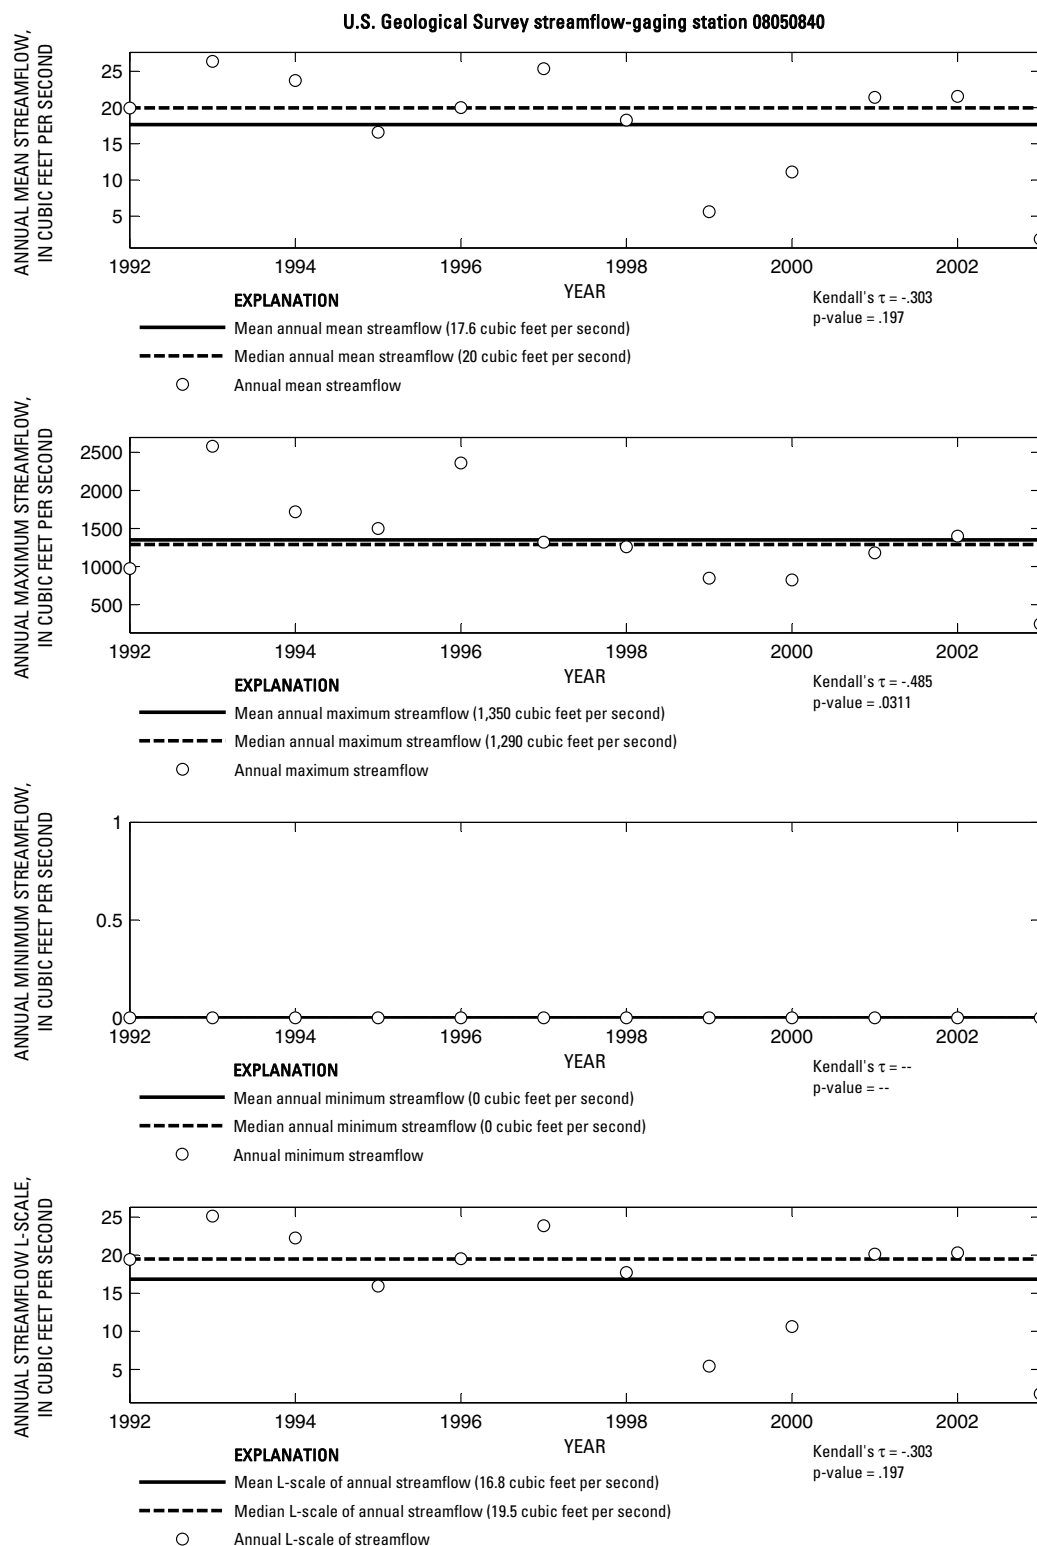 U.S. Geological Survey streamflow-gaging station 08050840
ANNUAL MEAN STREAMFLOW,
IN CUBIC FEET PER SECOND
25
20
15
10
5
1992 1994 1996 1998 2000 2002
YEAR
Kendall's τ = -.303
p-value = .197
EXPLANATION
Mean annual mean streamflow (17.6 cubic feet per second)
Median annual mean streamflow (20 cubic feet per second)
Annual mean streamflow
ANNUAL MAXIMUM STREAMFLOW,
IN CUBIC FEET PER SECOND
2500
2000
1500
1000
500
1992 1994 1996 1998 2000 2002
YEAR
Kendall's τ = -.485
p-value = .0311
EXPLANATION
Mean annual maximum streamflow (1,350 cubic feet per second)
Median annual maximum streamflow (1,290 cubic feet per second)
Annual maximum streamflow
ANNUAL MINIMUM STREAMFLOW,
IN CUBIC FEET PER SECOND
1
0.5
0
1992 1994 1996 1998 2000 2002
YEAR
Kendall's τ = --
p-value = --
EXPLANATION
Mean annual minimum streamflow (0 cubic feet per second)
Median annual minimum streamflow (0 cubic feet per second)
Annual minimum streamflow
ANNUAL STREAMFLOW L-SCALE,
IN CUBIC FEET PER SECOND
25
20
15
10
5
1992 1994 1996 1998 2000 2002
YEAR
Kendall's τ = -.303
p-value = .197
EXPLANATION
Mean L-scale of annual streamflow (16.8 cubic feet per second)
Median L-scale of annual streamflow (19.5 cubic feet per second)
Annual L-scale of streamflow